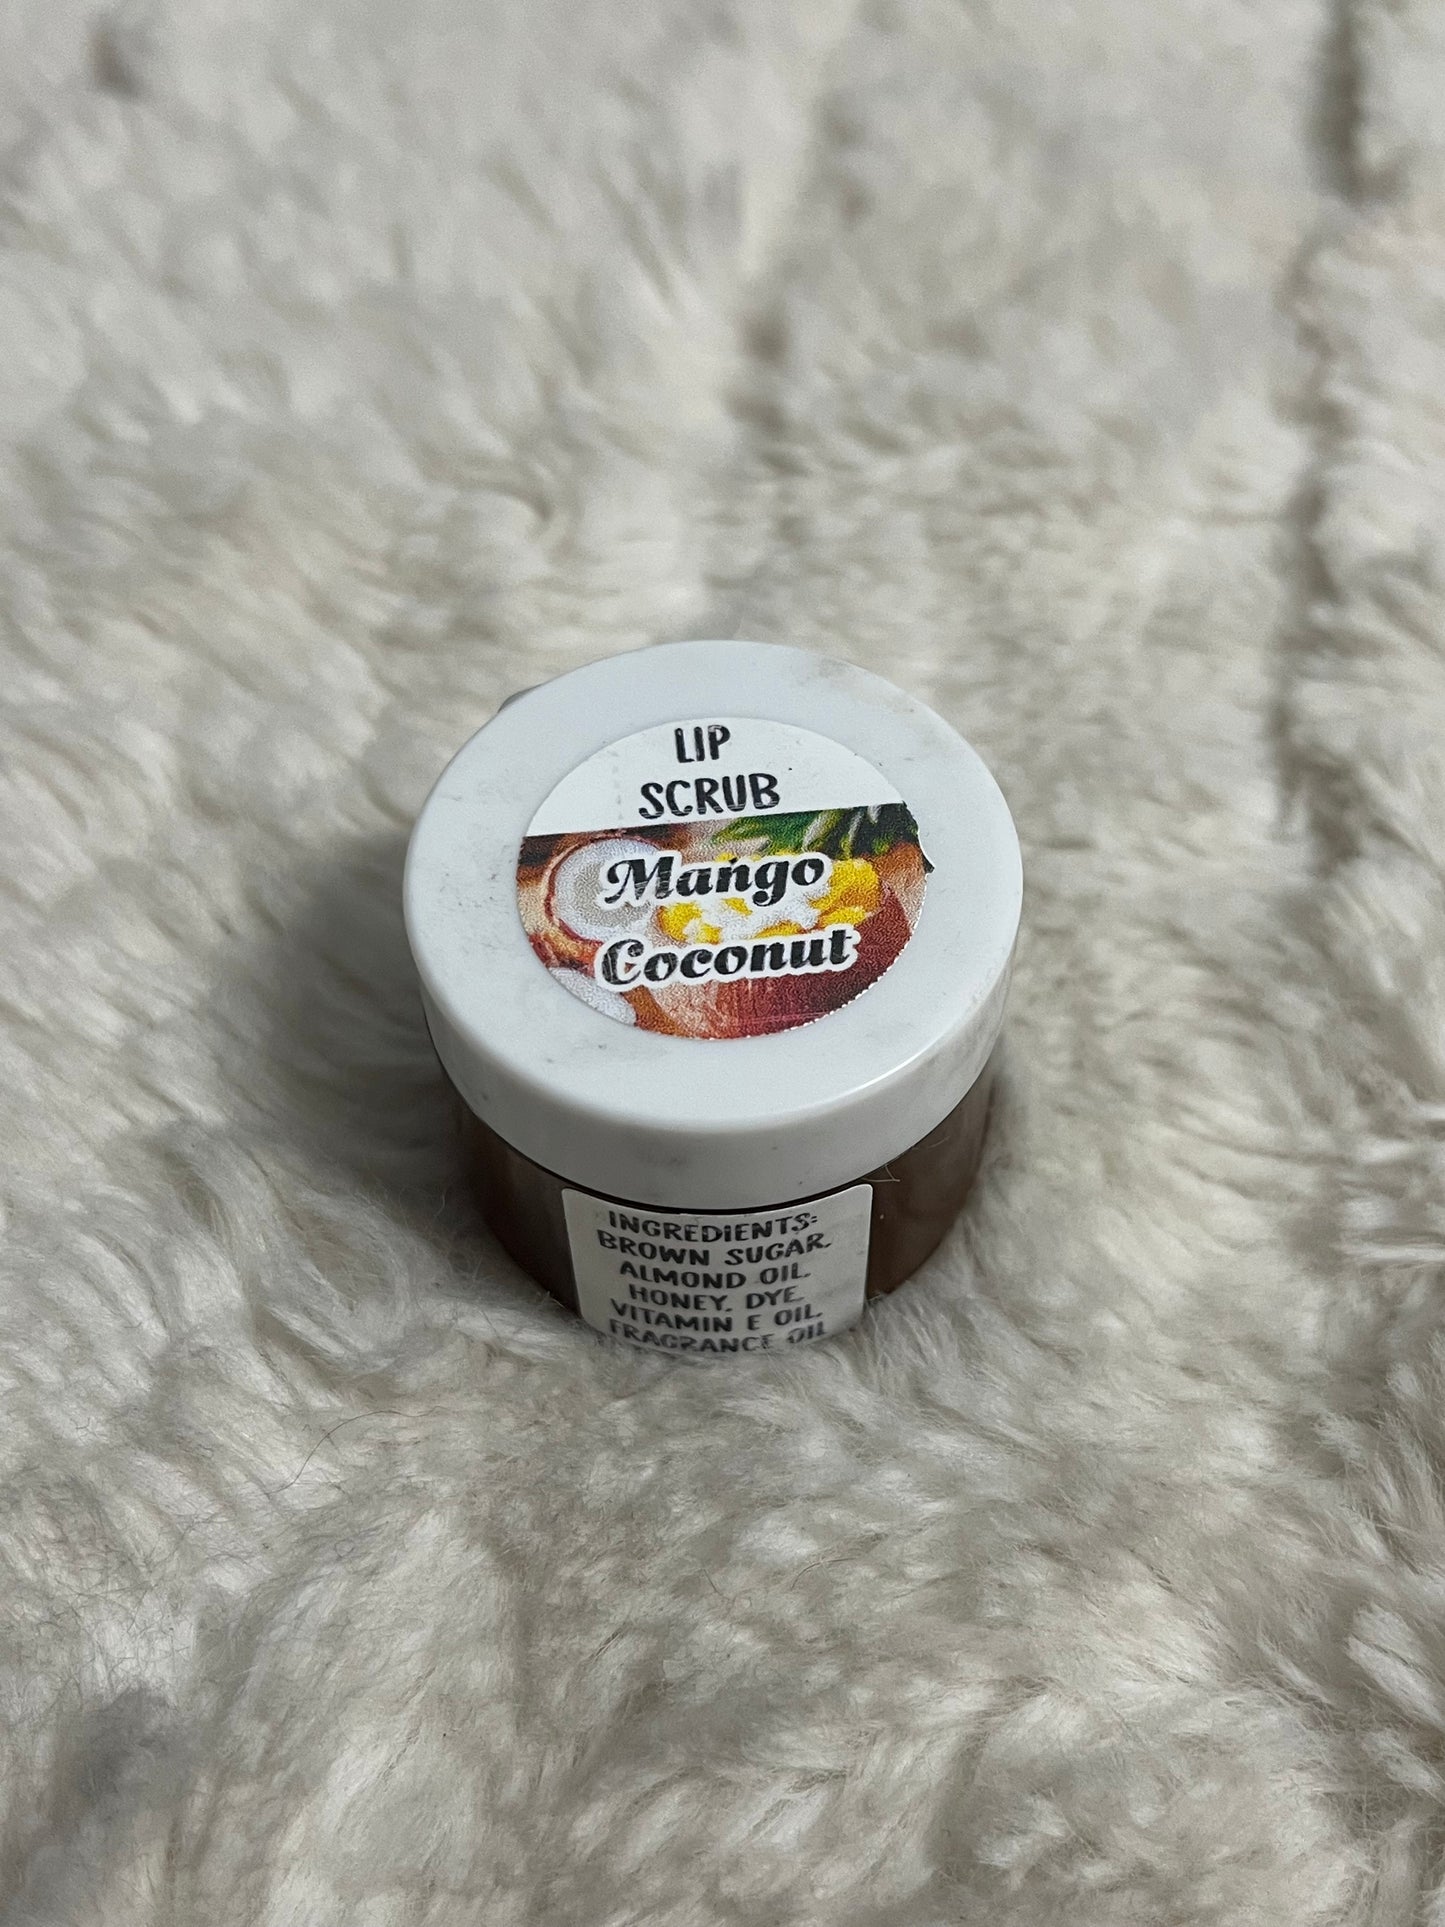 LIP
SCRUB
Mango
Coconut
INGREDIENTS:
BROWN SUGAR,
ALMOND OIL,
HONEY, DYE,
VITAMIN E OIL,
FRAGRANCE OIL